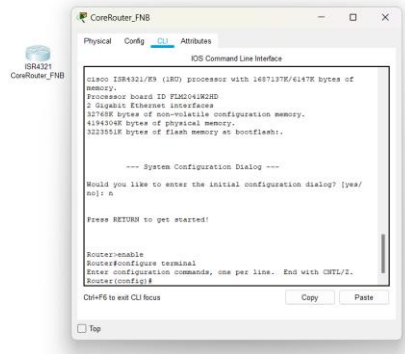 CoreRouter_FNB
Physical Config CLI Attributes
IOS Command Line Interface
ISR4321
CoreRouter_FNB
cisco ISR4321/K9 (1RU) processor with 1687137K/6147K bytes of
memory.
Processor board ID FLM2041W2HD
2 Gigabit Ethernet interfaces
32768K bytes of non-volatile configuration memory.
4194304K bytes of physical memory.
3223551K bytes of flash memory at bootflash:.
--- System Configuration Dialog ---
Would you like to enter the initial configuration dialog? [yes/
no]: n
Press RETURN to get started!
Router>enable
Router#configure terminal
Enter configuration commands, one per line. End with CNTL/Z.
Router(config)#
Ctrl+F6 to exit CLI focus
Copy Paste
Top